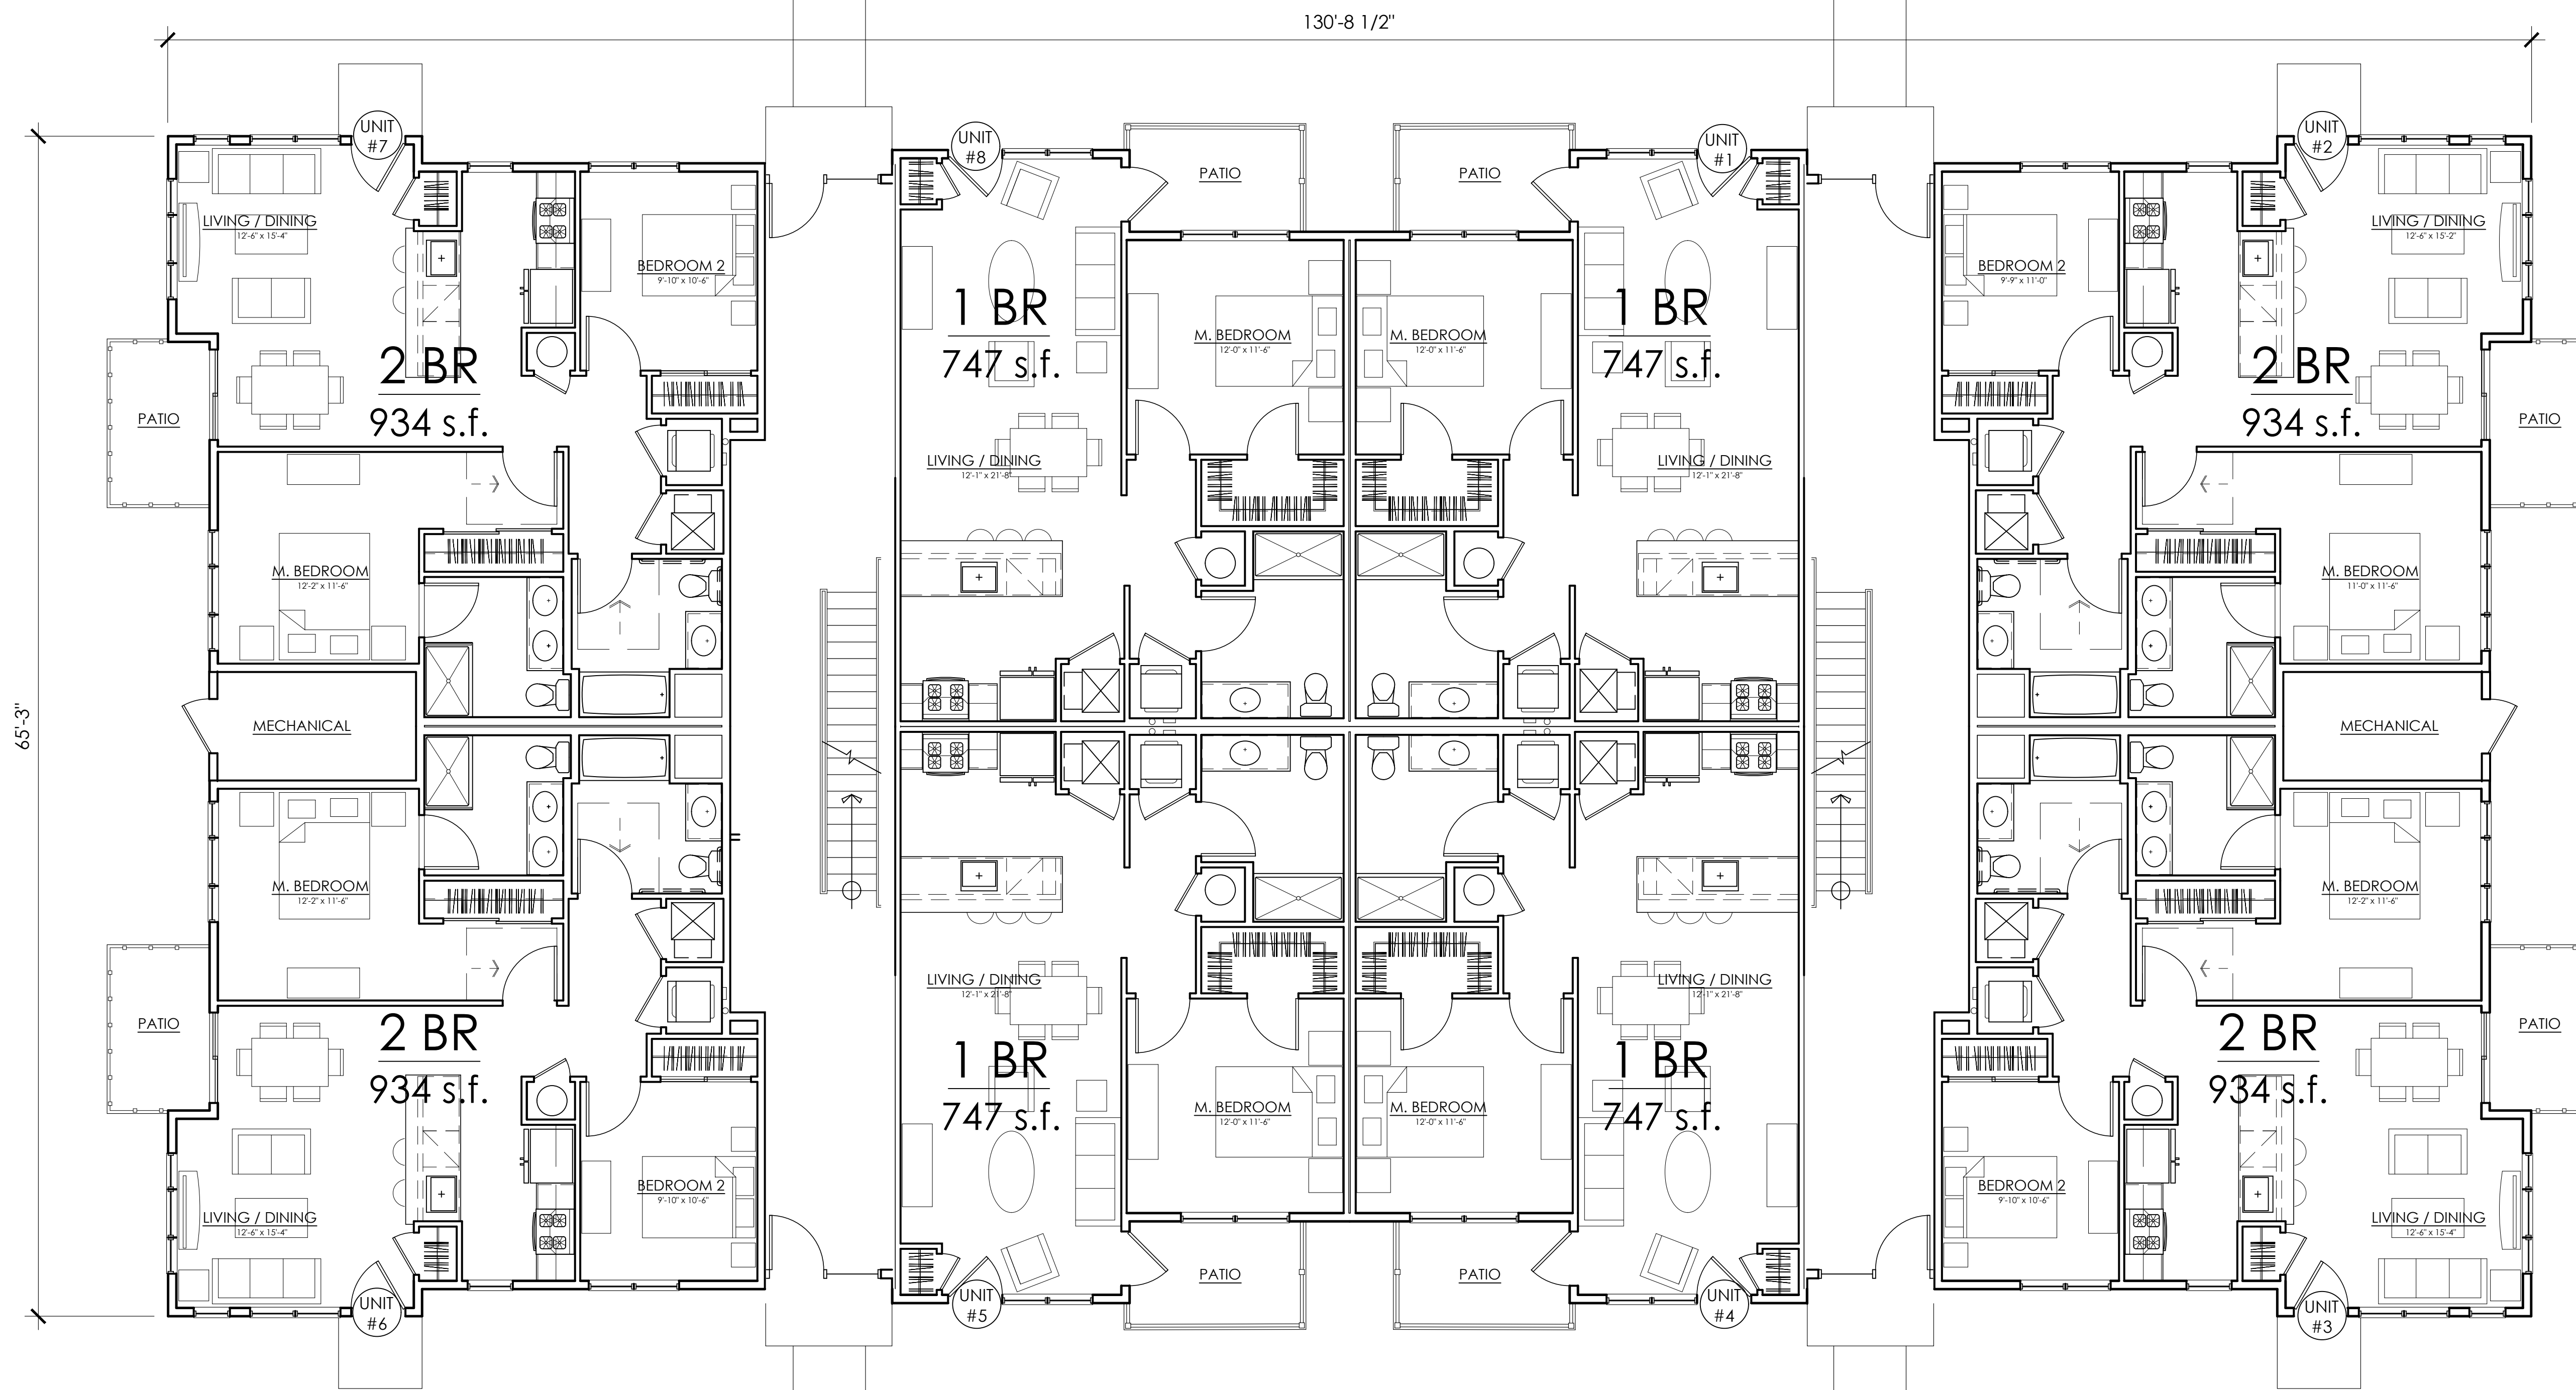 130'-8 1/2"
65'-3"
UNIT
#7
LIVING / DINING
12'-6" x 15'-4"
BEDROOM 2
9'-10" x 10'-6"
2 BR
934 s.f.
PATIO
M. BEDROOM
12'-2" x 11'-6"
MECHANICAL
UNIT
#8
PATIO
1 BR
747 s.f.
M. BEDROOM
12'-0" x 11'-6"
LIVING / DINING
12'-1" x 21'-8"
UNIT
#1
PATIO
1 BR
747 s.f.
M. BEDROOM
12'-0" x 11'-6"
LIVING / DINING
12'-1" x 21'-8"
UNIT
#2
LIVING / DINING
12'-6" x 15'-2"
BEDROOM 2
9'-9" x 11'-0"
2 BR
934 s.f.
PATIO
M. BEDROOM
11'-0" x 11'-6"
MECHANICAL
M. BEDROOM
12'-2" x 11'-6"
PATIO
2 BR
934 s.f.
BEDROOM 2
9'-10" x 10'-6"
LIVING / DINING
12'-6" x 15'-4"
UNIT
#6
LIVING / DINING
12'-1" x 21'-8"
1 BR
747 s.f.
M. BEDROOM
12'-0" x 11'-6"
PATIO
UNIT
#5
LIVING / DINING
12'-1" x 21'-8"
1 BR
747 s.f.
M. BEDROOM
12'-0" x 11'-6"
PATIO
UNIT
#4
M. BEDROOM
12'-2" x 11'-6"
PATIO
2 BR
934 s.f.
BEDROOM 2
9'-10" x 10'-6"
LIVING / DINING
12'-6" x 15'-4"
UNIT
#3